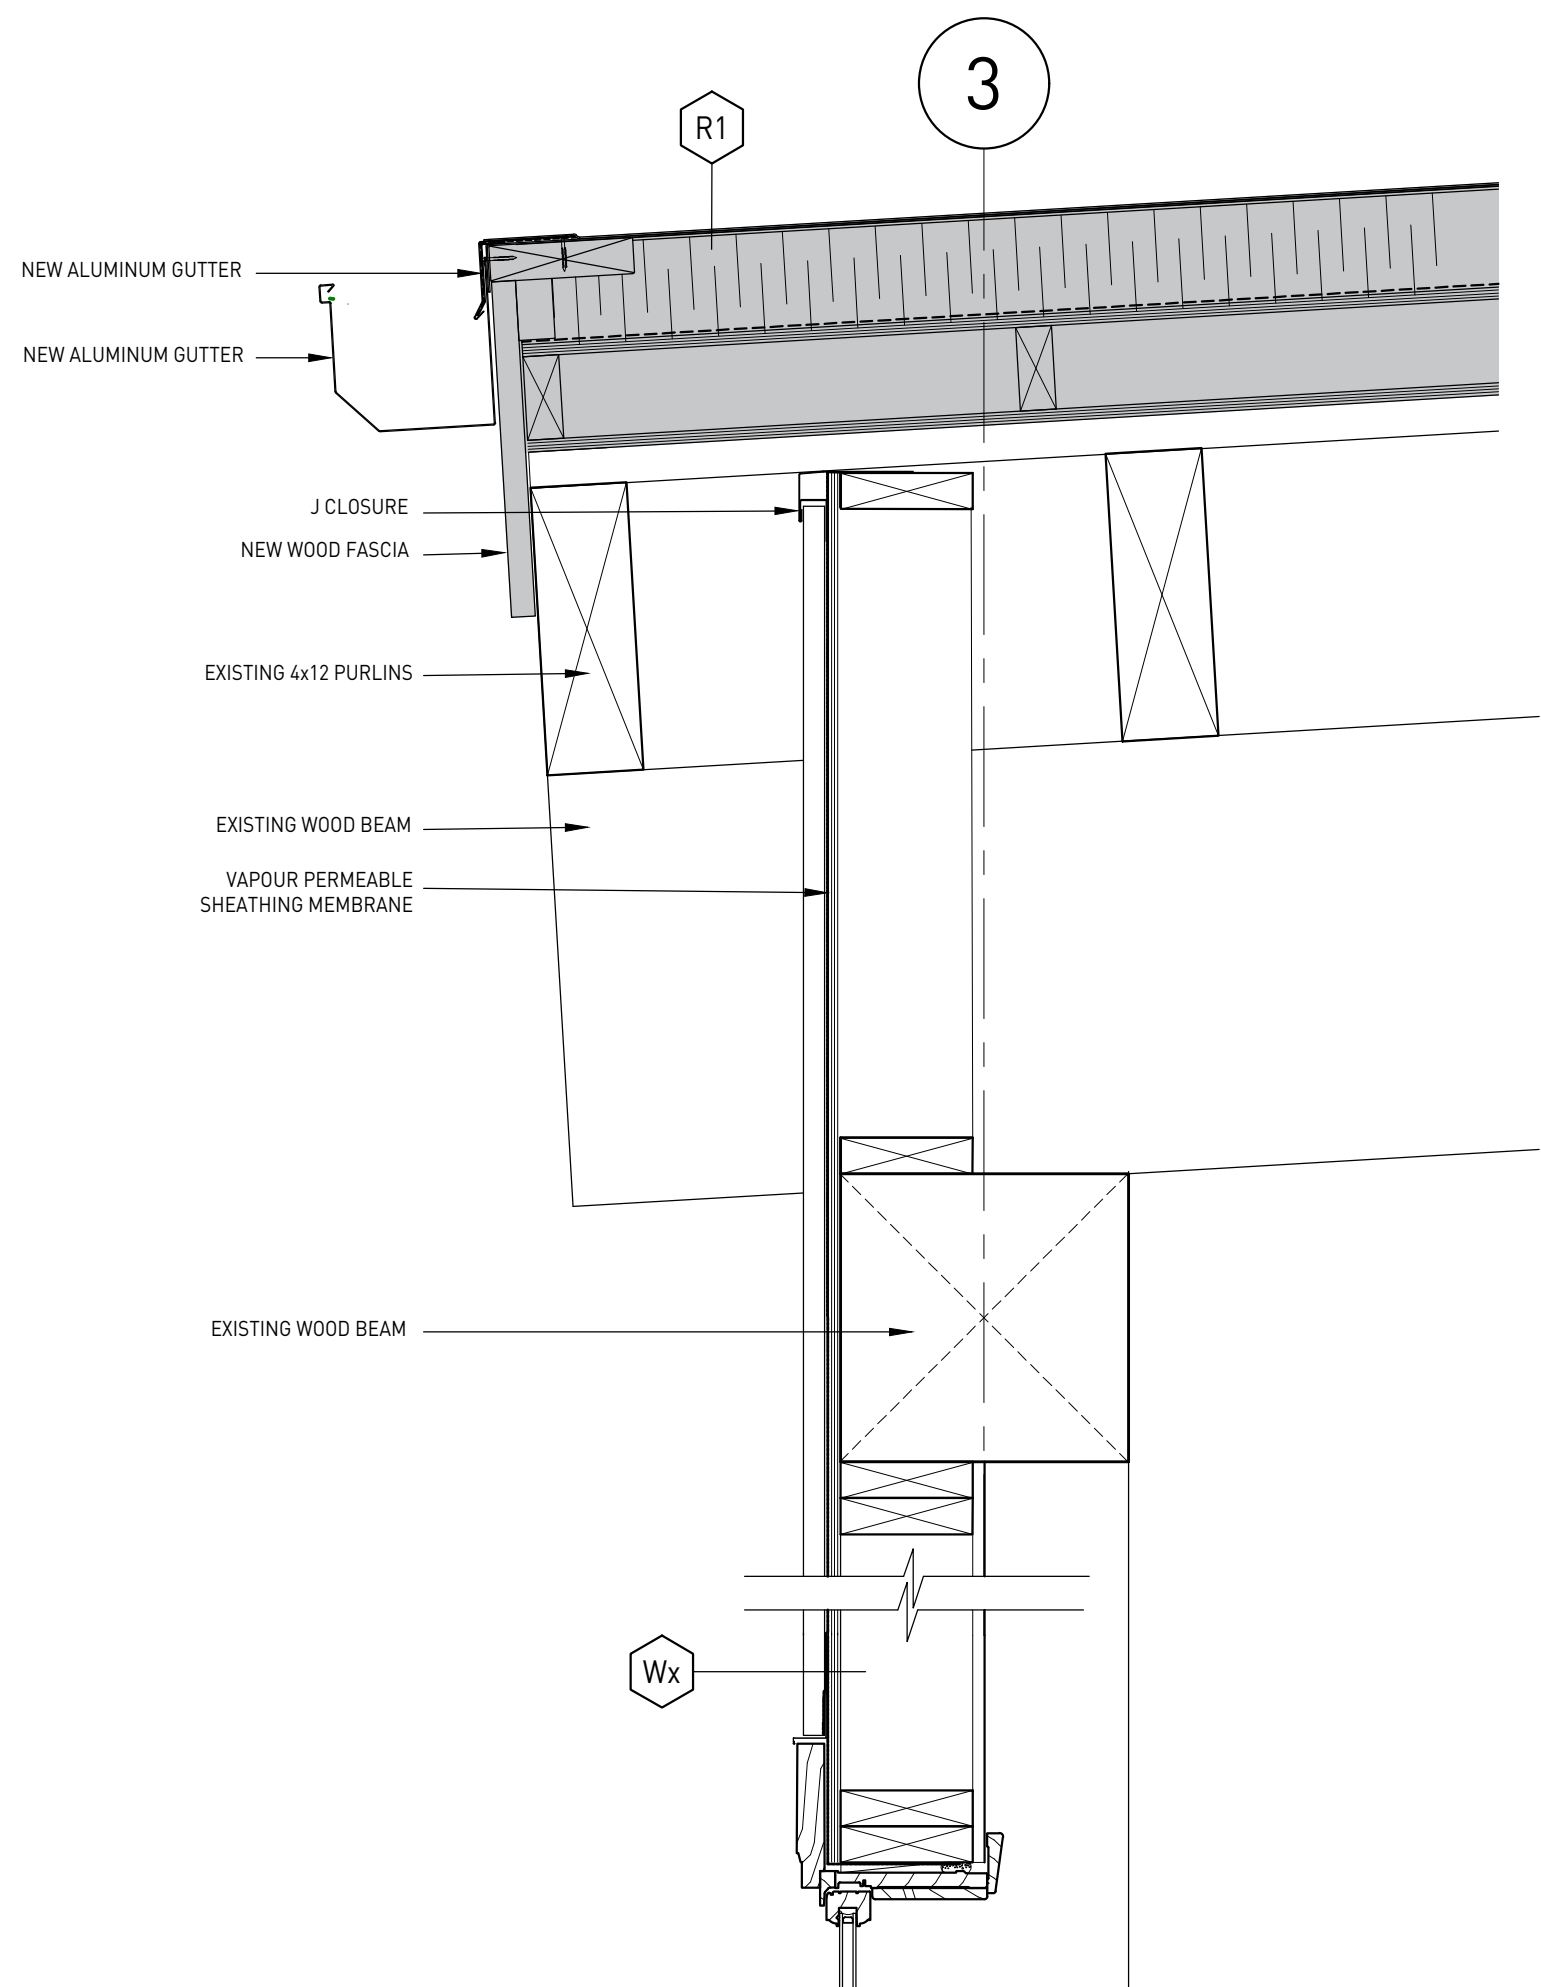 3
R1
NEW ALUMINUM GUTTER
NEW ALUMINUM GUTTER
J CLOSURE
NEW WOOD FASCIA
EXISTING 4x12 PURLINS
EXISTING WOOD BEAM
VAPOUR PERMEABLE
SHEATHING MEMBRANE
EXISTING WOOD BEAM
Wx